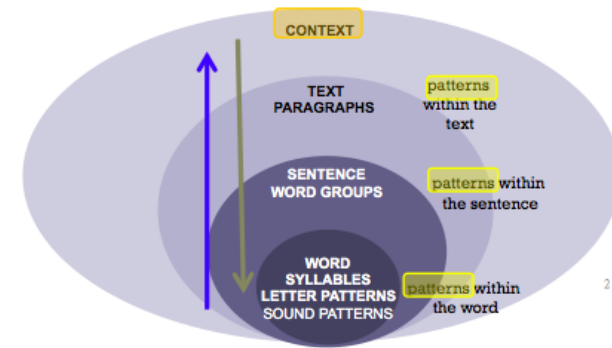 CONTEXT
TEXT
PARAGRAPHS
patterns
within the
text
SENTENCE
WORD GROUPS
patterns within
the sentence
WORD
SYLLABLES
LETTER PATTERNS
SOUND PATTERNS
patterns within
the word
2